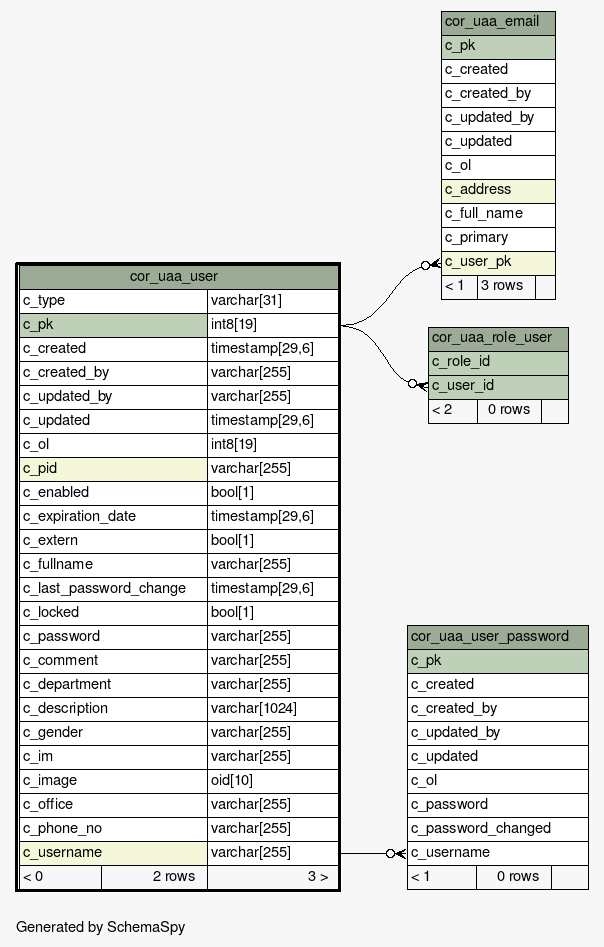 cor_uaa_email
c_pk
c_created
c_created_by
c_updated_by
c_updated
c_ol
c_address
c_full_name
c_primary
c_user_pk
< 1 3 rows
cor_uaa_user
c_type varchar[31]
c_pk int8[19]
c_created timestamp[29,6]
c_created_by varchar[255]
c_updated_by varchar[255]
c_updated timestamp[29,6]
c_ol int8[19]
c_pid varchar[255]
c_enabled bool[1]
c_expiration_date timestamp[29,6]
c_extern bool[1]
c_fullname varchar[255]
c_last_password_change timestamp[29,6]
c_locked bool[1]
c_password varchar[255]
c_comment varchar[255]
c_department varchar[255]
c_description varchar[1024]
c_gender varchar[255]
c_im varchar[255]
c_image oid[10]
c_office varchar[255]
c_phone_no varchar[255]
c_username varchar[255]
< 0 2 rows 3 >
cor_uaa_role_user
c_role_id
c_user_id
< 2 0 rows
cor_uaa_user_password
c_pk
c_created
c_created_by
c_updated_by
c_updated
c_ol
c_password
c_password_changed
c_username
< 1 0 rows
Generated by SchemaSpy